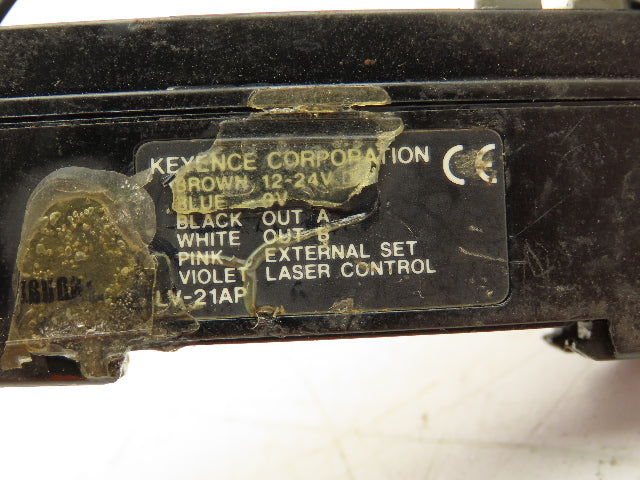 KEYENCE CORPORATION CE
BROWN 12-24V D
BLUE 0V
BLACK OUT A
WHITE OUT B
PINK EXTERNAL SET
VIOLET LASER CONTROL
LV-21AP